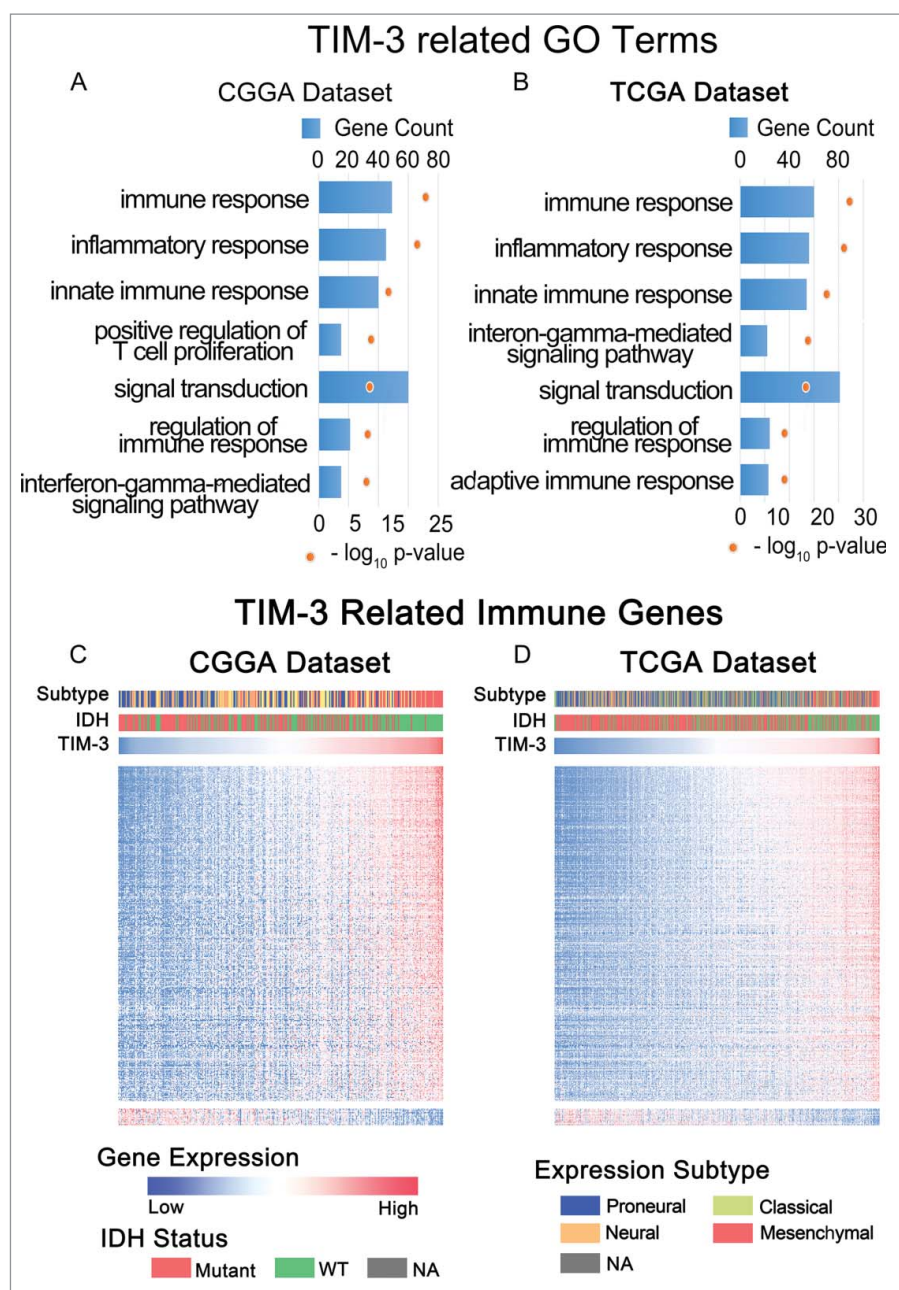 TIM-3 related GO Terms
A
CGGA Dataset
Gene Count
0 20 40 60 80
immune response
inflammatory response
innate immune response
positive regulation of
T cell proliferation
signal transduction
regulation of
immune response
interferon-gamma-mediated
signaling pathway
0 5 15 25
- log10 p-value
B
TCGA Dataset
Gene Count
0 40 80
immune response
inflammatory response
innate immune response
interon-gamma-mediated
signaling pathway
signal transduction
regulation of
immune response
adaptive immune response
0 10 20 30
- log10 p-value
TIM-3 Related Immune Genes
C
CGGA Dataset
Subtype
IDH
TIM-3
D
TCGA Dataset
Subtype
IDH
TIM-3
Gene Expression
Low High
IDH Status
Mutant WT NA
Expression Subtype
Proneural Classical
Neural Mesenchymal
NA